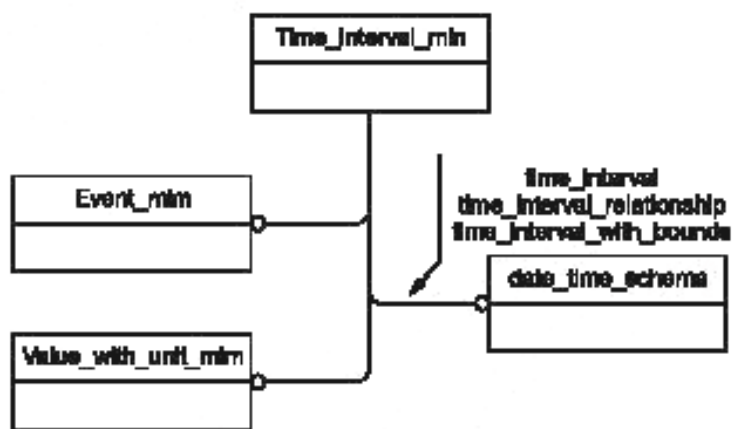 Time_interval_mim
Event_mim
time_interval
time_interval_relationship
time_interval_with_bounds
date_time_schema
Value_with_unit_mim